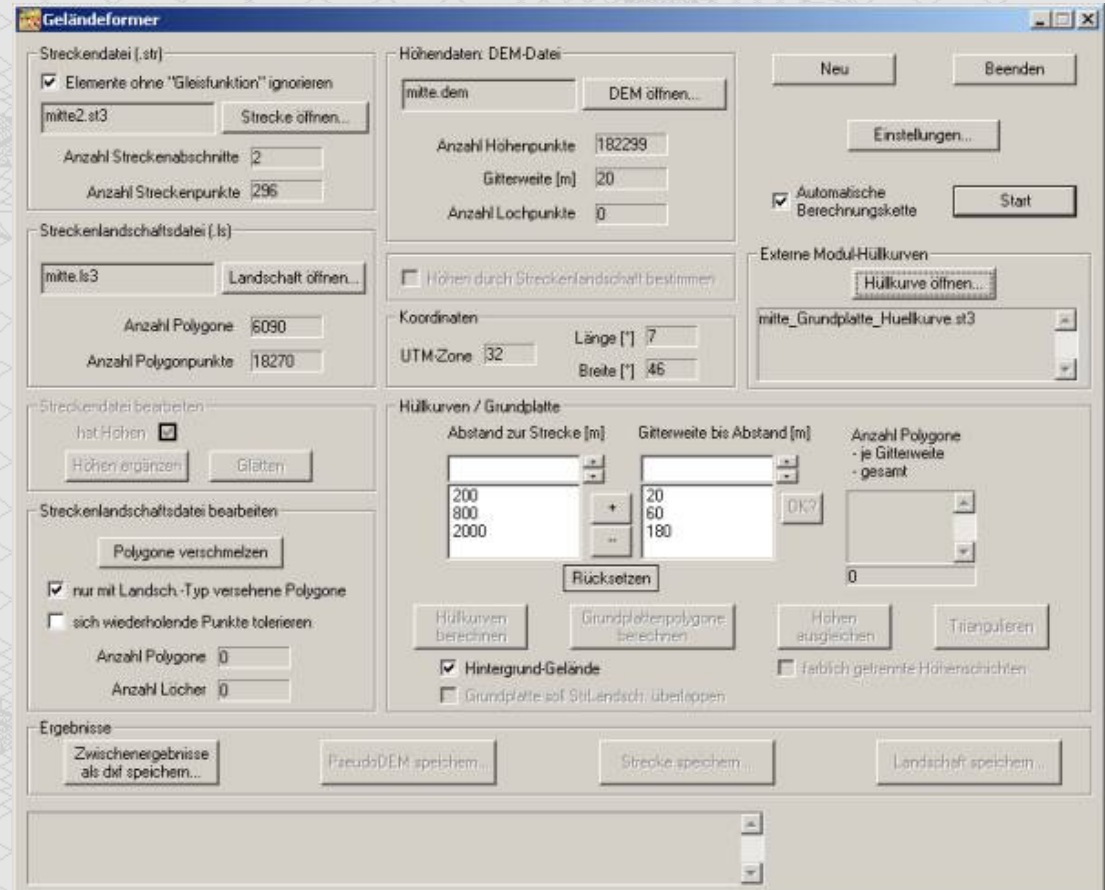 Geländeformer
Streckendatei (.str)
Elemente ohne "Gleisfunktion" ignorieren
mitte2.st3
Strecke öffnen...
Anzahl Streckenabschnitte 2
Anzahl Streckenpunkte 296
Streckenlandschaftsdatei (.ls)
mitte.ls3
Landschaft öffnen...
Anzahl Polygone 6090
Anzahl Polygonpunkte 18270
Streckendatei bearbeiten
hat Höhen
Höhen ergänzen
Glätten
Streckenlandschaftsdatei bearbeiten
Polygone verschmelzen
nur mit Landsch.-Typ versehene Polygone
sich wiederholende Punkte tolerieren
Anzahl Polygone 0
Anzahl Löcher 0
Höhendaten: DEM-Datei
mitte.dem
DEM öffnen...
Anzahl Höhenpunkte 182299
Gitterweite [m] 20
Anzahl Lochpunkte 0
Höhen durch Streckenlandschaft bestimmen
Koordinaten
UTM-Zone 32
Länge [°] 7
Breite [°] 46
Neu
Beenden
Einstellungen...
Automatische
Berechnungskette
Start
Externe Modul-Hüllkurven
Hüllkurve öffnen...
mitte_Grundplatte_Huellkurve.st3
Hüllkurven / Grundplatte
Abstand zur Strecke [m]
200
800
2000
+
--
Gitterweite bis Abstand [m]
20
60
180
OK?
Anzahl Polygone
- je Gitterweite
- gesamt
0
Rücksetzen
Hüllkurven
berechnen
Grundplattenpolygone
berechnen
Höhen
ausgleichen
Triangulieren
Hintergrund-Gelände
farblich getrennte Höhenschichten
Grundplatte soll StrLandsch. überlappen
Ergebnisse
Zwischenergebnisse
als dxf speichern...
PseudoDEM speichern...
Strecke speichern...
Landschaft speichern...